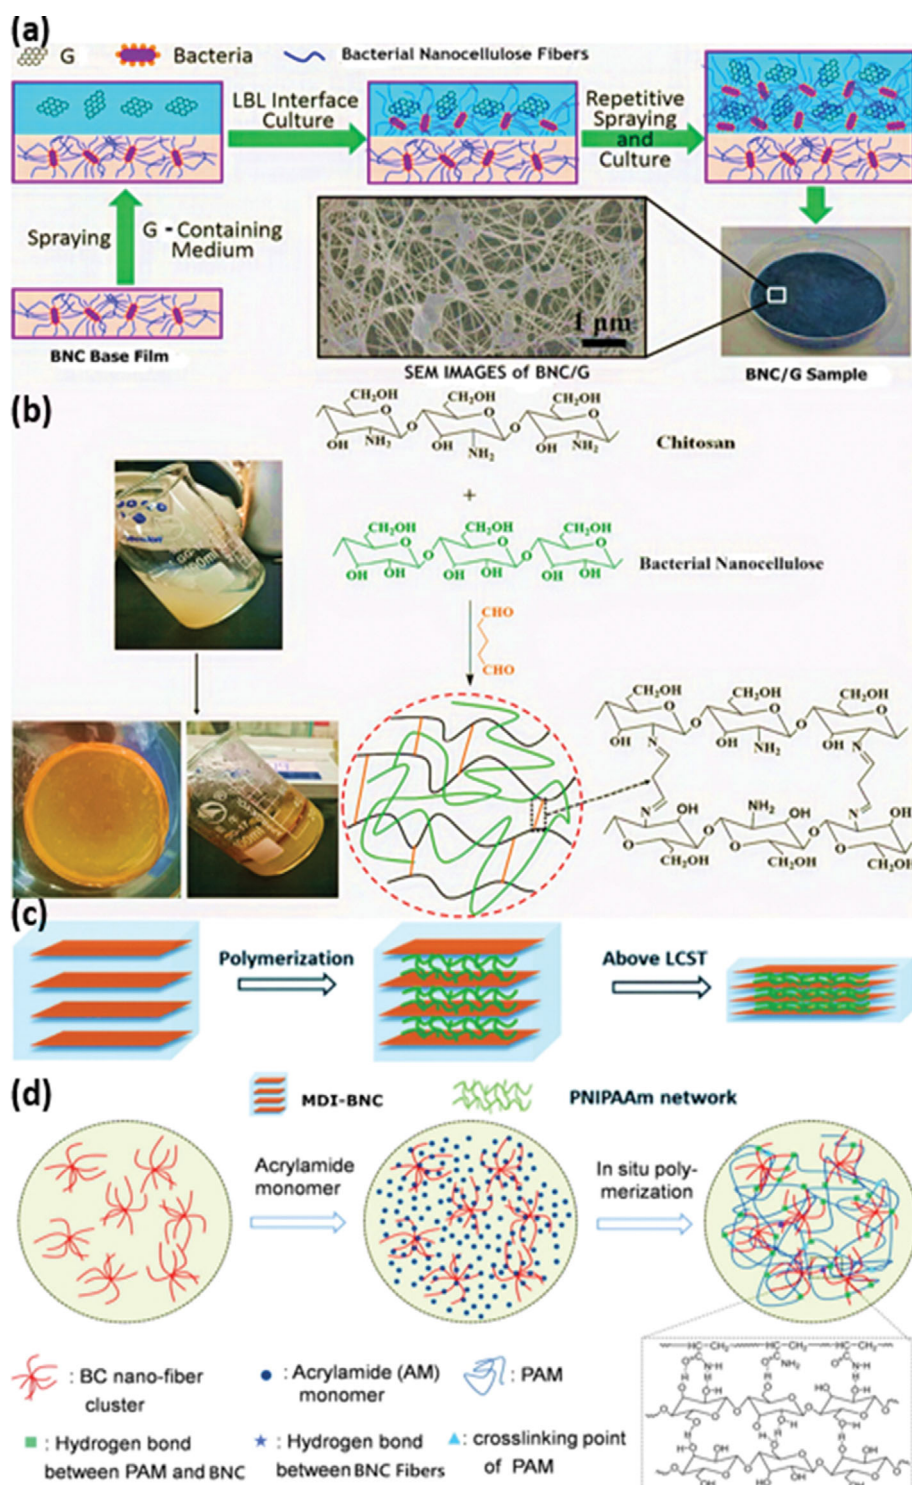 (a)
G
Bacteria
Bacterial Nanocellulose Fibers
LBL Interface
Culture
Repetitive
Spraying
and
Culture
Spraying
G - Containing
Medium
1 µm
BNC Base Film
SEM IMAGES of BNC/G
BNC/G Sample
(b)
CH₂OH
CH₂OH
CH₂OH
O
O
O
O
O
OH
NH₂
OH
NH₂
OH
NH₂
Chitosan
+
CH₂OH
CH₂OH
CH₂OH
O
O
O
O
O
OH
OH
OH
OH
OH
OH
Bacterial Nanocellulose
CHO
CHO
CH₂OH
CH₂OH
CH₂OH
O
O
O
O
O
OH
N
OH
NH₂
OH
N
N
OH
NH₂
OH
N
OH
O
O
O
O
O
CH₂OH
CH₂OH
CH₂OH
(c)
Polymerization
Above LCST
MDI-BNC
PNIPAAm network
(d)
Acrylamide
monomer
In situ poly-
merization
: BC nano-fiber
cluster
: Acrylamide (AM)
monomer
: PAM
: Hydrogen bond
between PAM and BNC
: Hydrogen bond
between BNC Fibers
: crosslinking point
of PAM